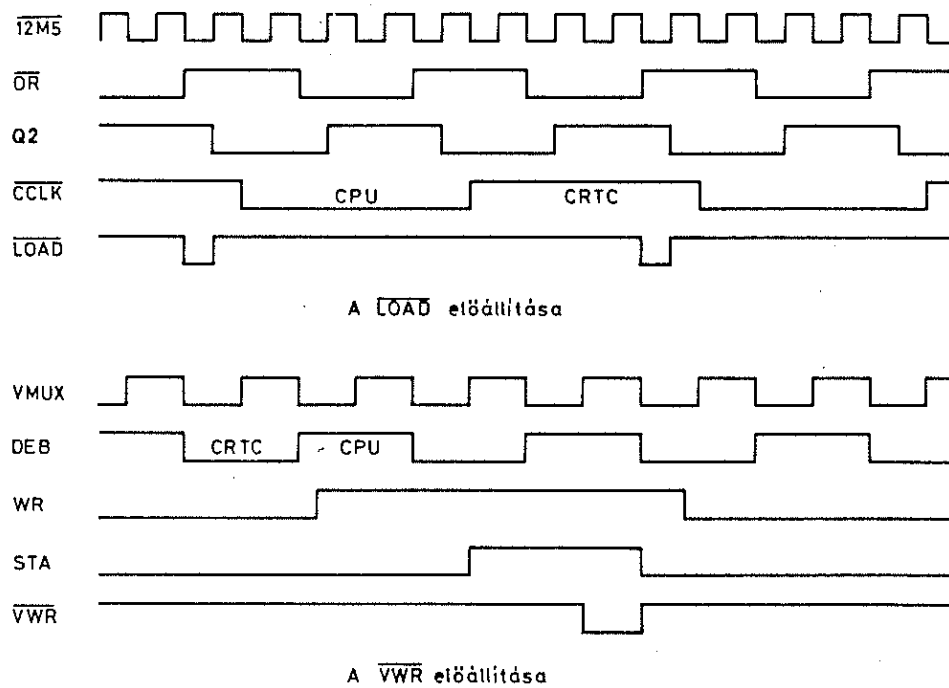 12M5
OR
Q2
CCLK CPU CRTC
LOAD
A LOAD előállítása
VMUX
DEB CRTC CPU
WR
STA
VWR
A VWR előállítása